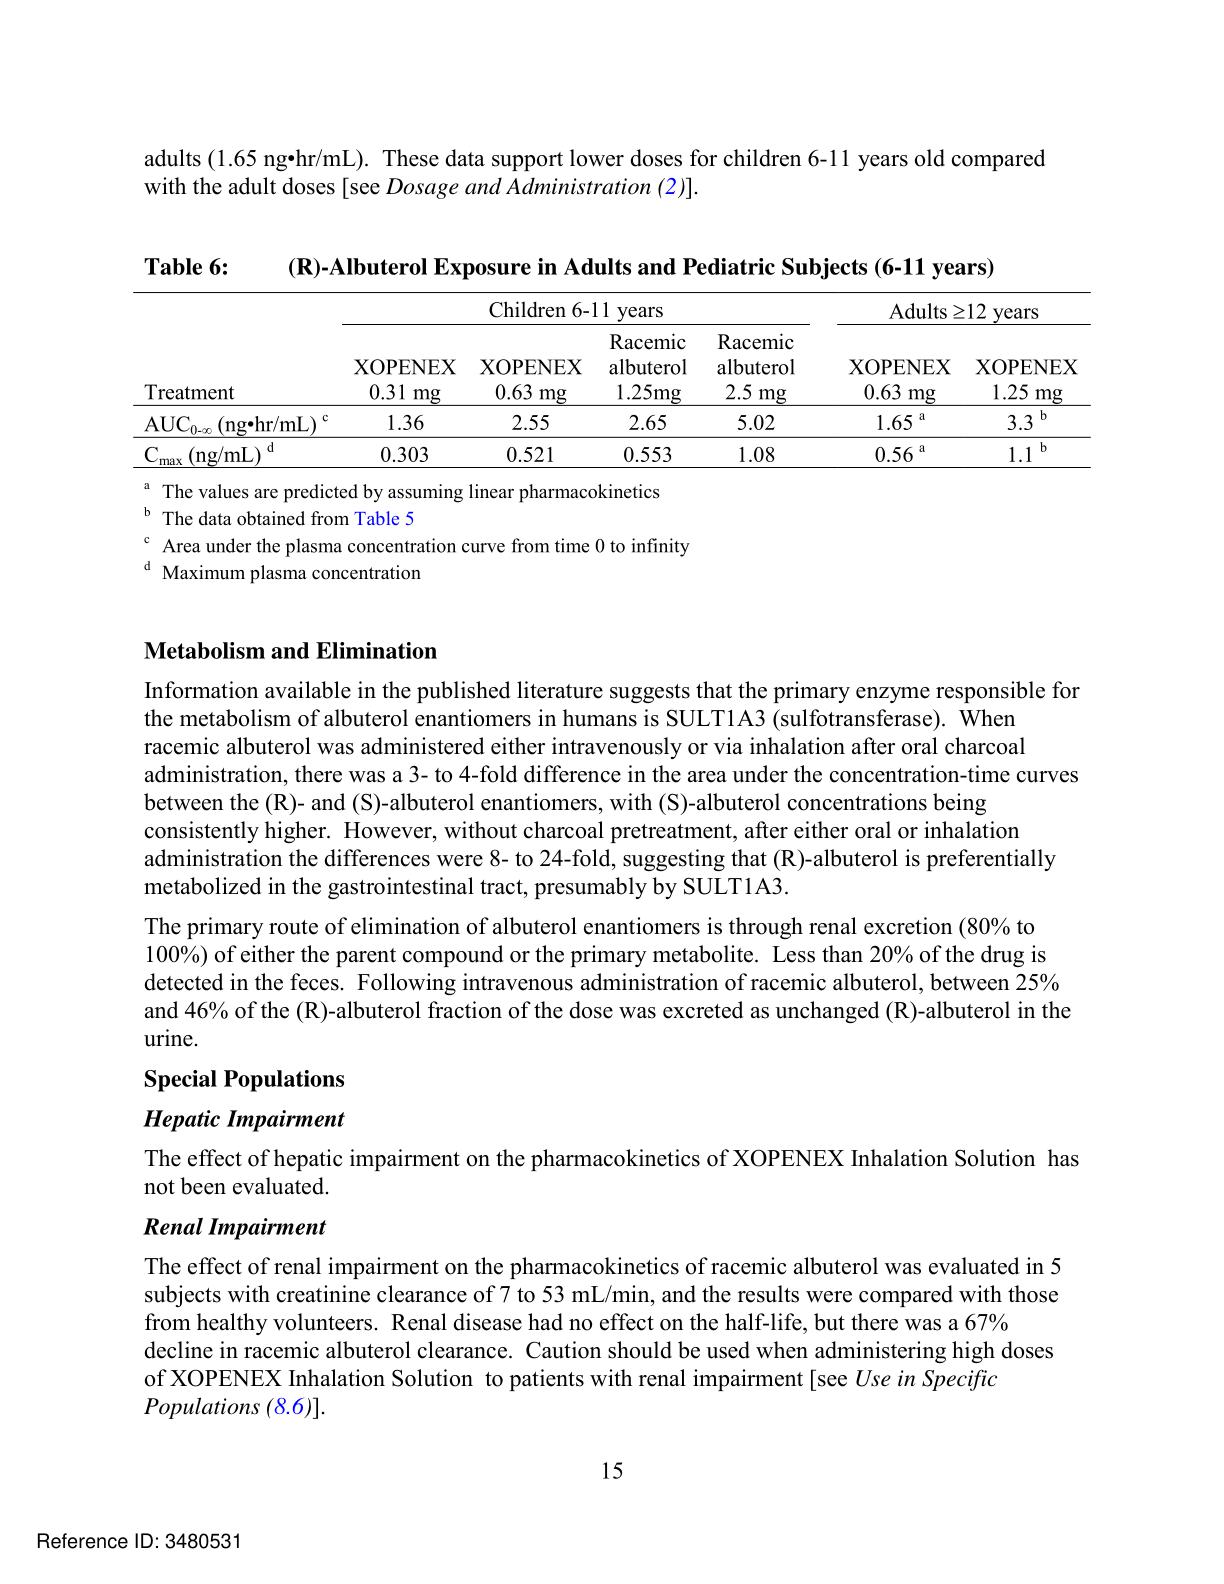 adults (1.65 ng•hr/mL).  These data support lower doses for children 6-11 years old compared
with the adult doses [see Dosage and Administration (2)].
Table 6: (R)-Albuterol Exposure in Adults and Pediatric Subjects (6-11 years)
Children 6-11 years Adults ≥12 years
Racemic Racemic
XOPENEX XOPENEX albuterol albuterol XOPENEX XOPENEX
Treatment 0.31 mg 0.63 mg 1.25mg 2.5 mg 0.63 mg 1.25 mg
AUC0-∞ (ng•hr/mL) c 1.36 2.55 2.65 5.02 1.65 a 3.3 b
Cmax (ng/mL) d 0.303 0.521 0.553 1.08 0.56 a 1.1 b
a The values are predicted by assuming linear pharmacokinetics
b The data obtained from Table 5
c Area under the plasma concentration curve from time 0 to infinity
d Maximum plasma concentration
Metabolism and Elimination
Information available in the published literature suggests that the primary enzyme responsible for
the metabolism of albuterol enantiomers in humans is SULT1A3 (sulfotransferase).  When
racemic albuterol was administered either intravenously or via inhalation after oral charcoal
administration, there was a 3- to 4-fold difference in the area under the concentration-time curves
between the (R)- and (S)-albuterol enantiomers, with (S)-albuterol concentrations being
consistently higher.  However, without charcoal pretreatment, after either oral or inhalation
administration the differences were 8- to 24-fold, suggesting that (R)-albuterol is preferentially
metabolized in the gastrointestinal tract, presumably by SULT1A3.
The primary route of elimination of albuterol enantiomers is through renal excretion (80% to
100%) of either the parent compound or the primary metabolite.  Less than 20% of the drug is
detected in the feces.  Following intravenous administration of racemic albuterol, between 25%
and 46% of the (R)-albuterol fraction of the dose was excreted as unchanged (R)-albuterol in the
urine.
Special Populations
Hepatic Impairment
The effect of hepatic impairment on the pharmacokinetics of XOPENEX Inhalation Solution  has
not been evaluated.
Renal Impairment
The effect of renal impairment on the pharmacokinetics of racemic albuterol was evaluated in 5
subjects with creatinine clearance of 7 to 53 mL/min, and the results were compared with those
from healthy volunteers.  Renal disease had no effect on the half-life, but there was a 67%
decline in racemic albuterol clearance.  Caution should be used when administering high doses
of XOPENEX Inhalation Solution  to patients with renal impairment [see Use in Specific
Populations (8.6)].
15
Reference ID: 3480531